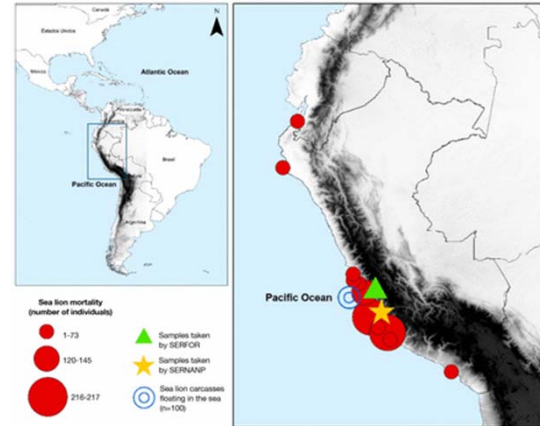 Canada
N
Estados Unidos
México
Atlantic Ocean
Venezuela
Colombia
Brasil
Pacific Ocean
Argentina
Pacific Ocean
Sea lion mortality
(number of individuals)
1-73
120-145
216-217
Samples taken
by SERFOR
Samples taken
by SERNANP
Sea lion carcasses
floating in the sea
(n=100)